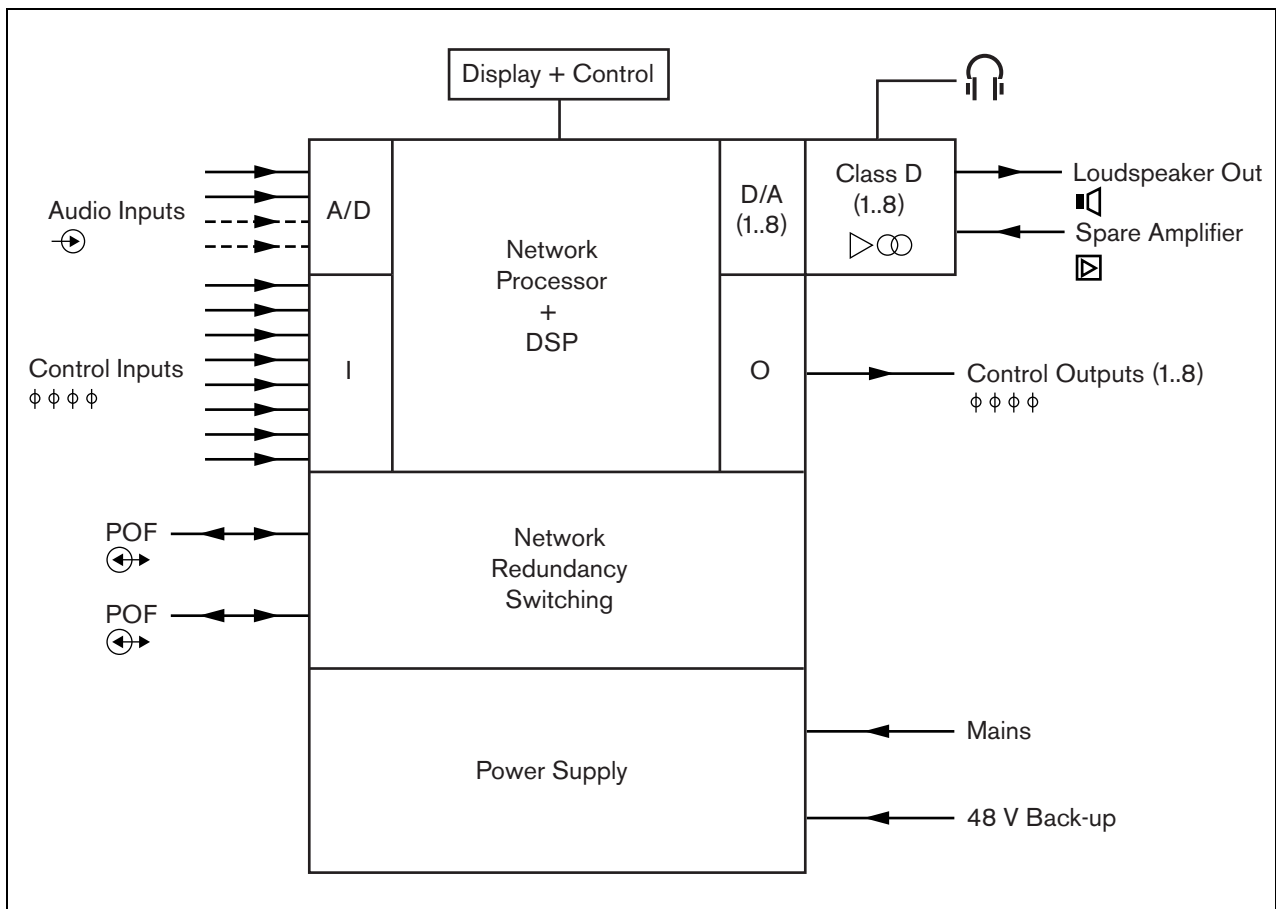 Display + Control
Audio Inputs
A/D
Network
Processor
+
DSP
D/A
(1..8)
Class D
(1..8)
Loudspeaker Out
Spare Amplifier
Control Inputs
I
O
Control Outputs (1..8)
POF
POF
Network
Redundancy
Switching
Power Supply
Mains
48 V Back-up